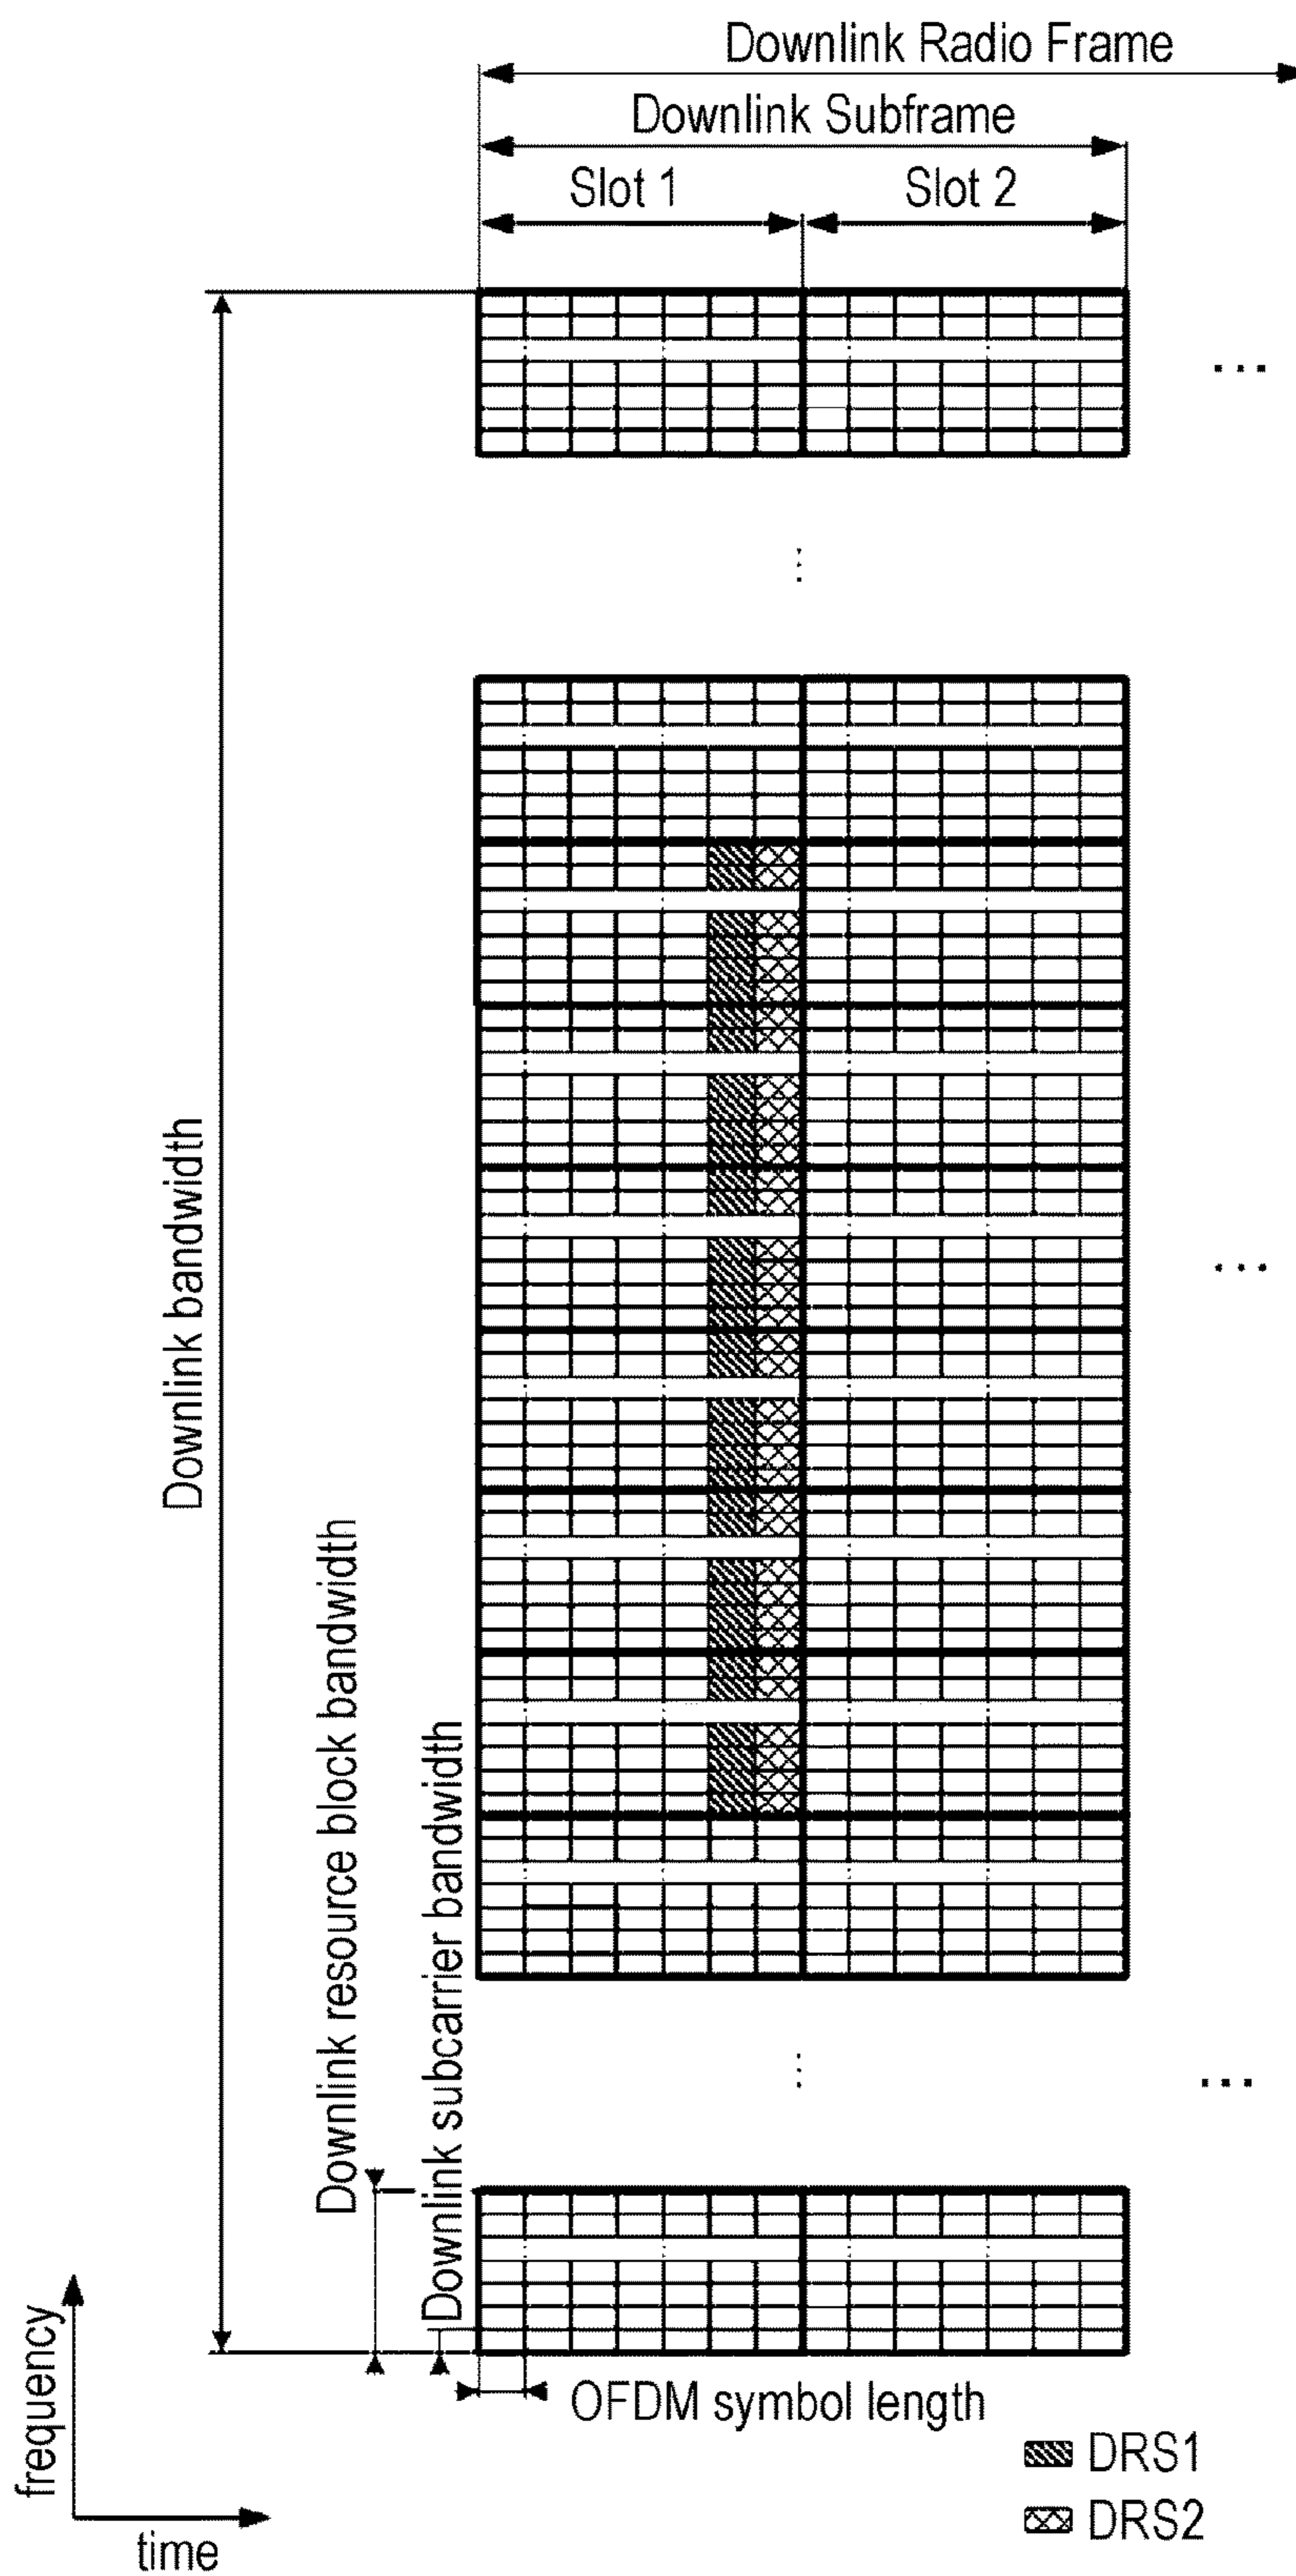 Downlink Radio Frame
Downlink Subframe
Slot 1
Slot 2
...
...
Downlink bandwidth
...
Downlink resource block bandwidth
Downlink subcarrier bandwidth
...
...
frequency
time
OFDM symbol length
DRS1
DRS2